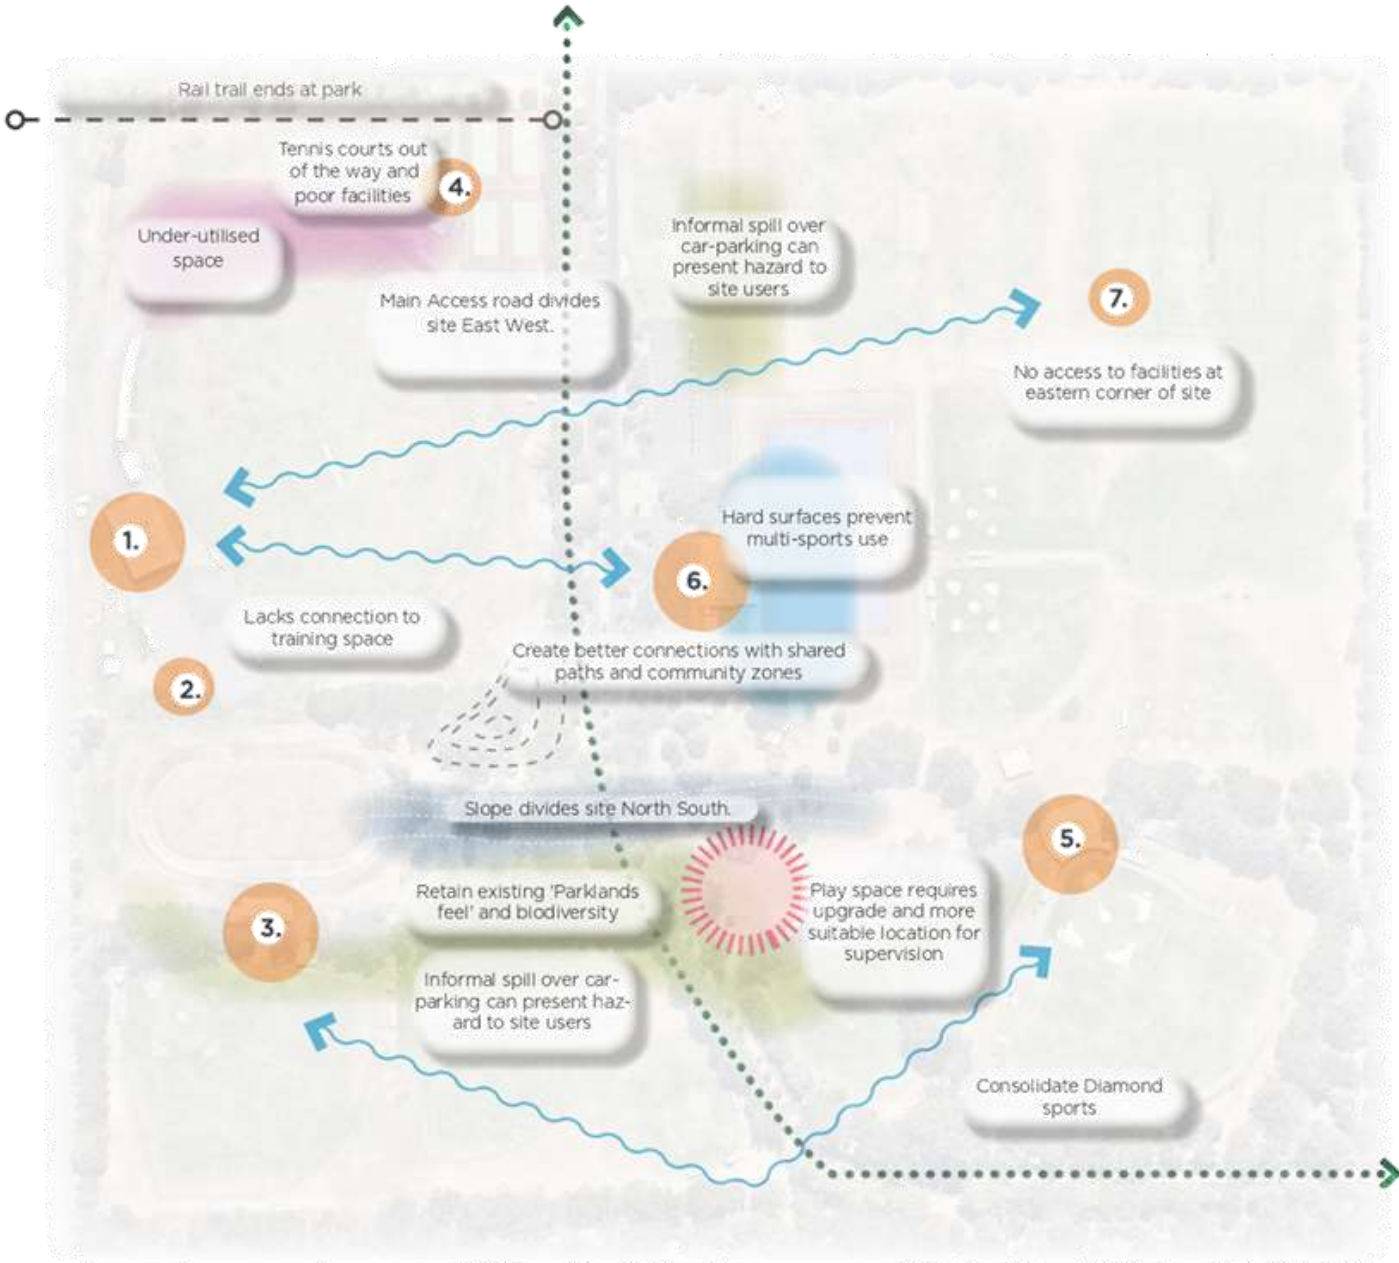 Rail trail ends at park
Tennis courts out
of the way and
poor facilities
4.
Under-utilised
space
Informal spill over
car-parking can
present hazard to
site users
Main Access road divides
site East West.
7.
No access to facilities at
eastern corner of site
1.
Hard surfaces prevent
multi-sports use
6.
Lacks connection to
training space
Create better connections with shared
paths and community zones
2.
Slope divides site North South.
5.
Retain existing 'Parklands
feel' and biodiversity
3.
Play space requires
upgrade and more
suitable location for
supervision
Informal spill over car-
parking can present haz-
ard to site users
Consolidate Diamond
sports